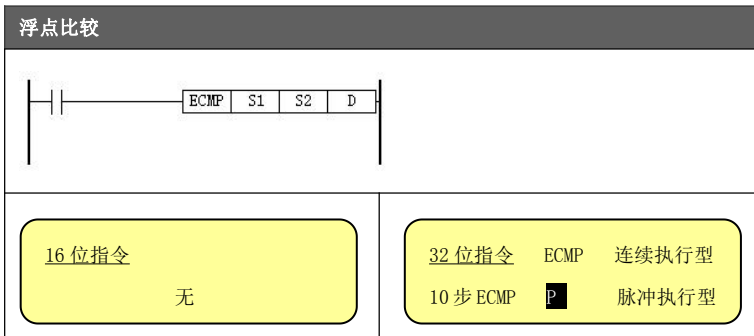 浮点比较
ECMP S1 S2 D
16 位指令
无
32 位指令 ECMP 连续执行型
10 步 ECMP P 脉冲执行型